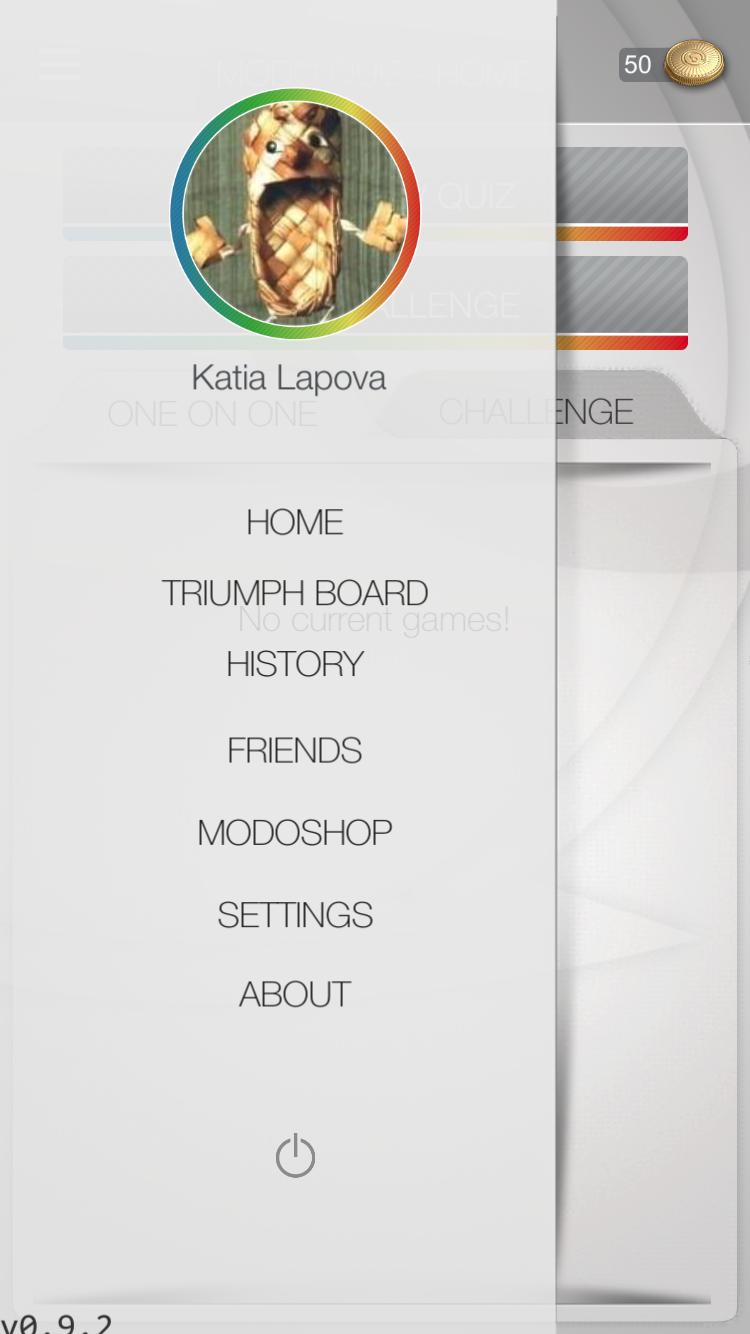 50
QUIZ
ALLENGE
Katia Lapova
ONE ON ONE
CHALLENGE
HOME
TRIUMPH BOARD
No current games!
HISTORY
FRIENDS
MODOSHOP
SETTINGS
ABOUT
v0.9.2